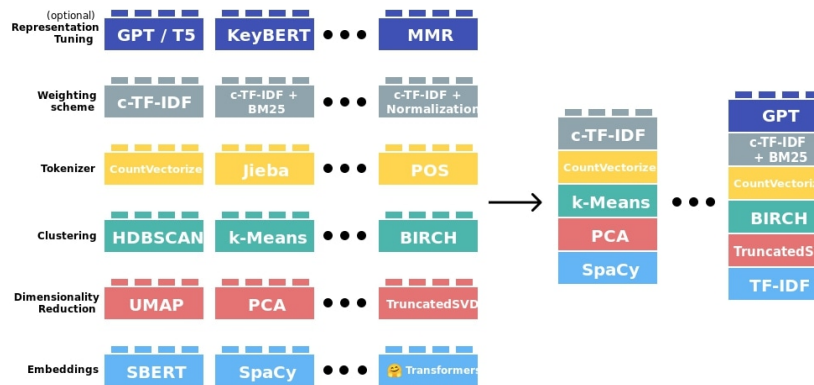 (optional)
Representation
Tuning
GPT / T5
KeyBERT
MMR
Weighting
scheme
c-TF-IDF
c-TF-IDF +
BM25
c-TF-IDF +
Normalization
Tokenizer
CountVectorize
Jieba
POS
Clustering
HDBSCAN
k-Means
BIRCH
Dimensionality
Reduction
UMAP
PCA
TruncatedSVD
Embeddings
SBERT
SpaCy
🤗 Transformers
c-TF-IDF
CountVectorize
k-Means
PCA
SpaCy
GPT
c-TF-IDF
+ BM25
CountVectoriz
BIRCH
TruncatedS
TF-IDF